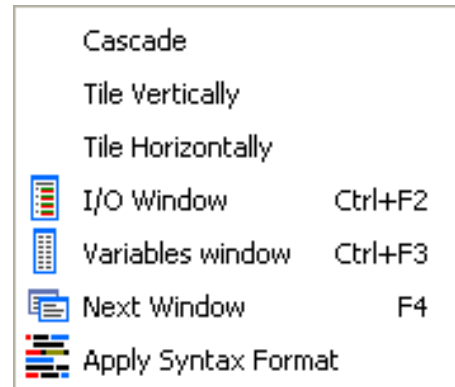 Cascade
Tile Vertically
Tile Horizontally
I/O Window Ctrl+F2
Variables window Ctrl+F3
Next Window F4
Apply Syntax Format